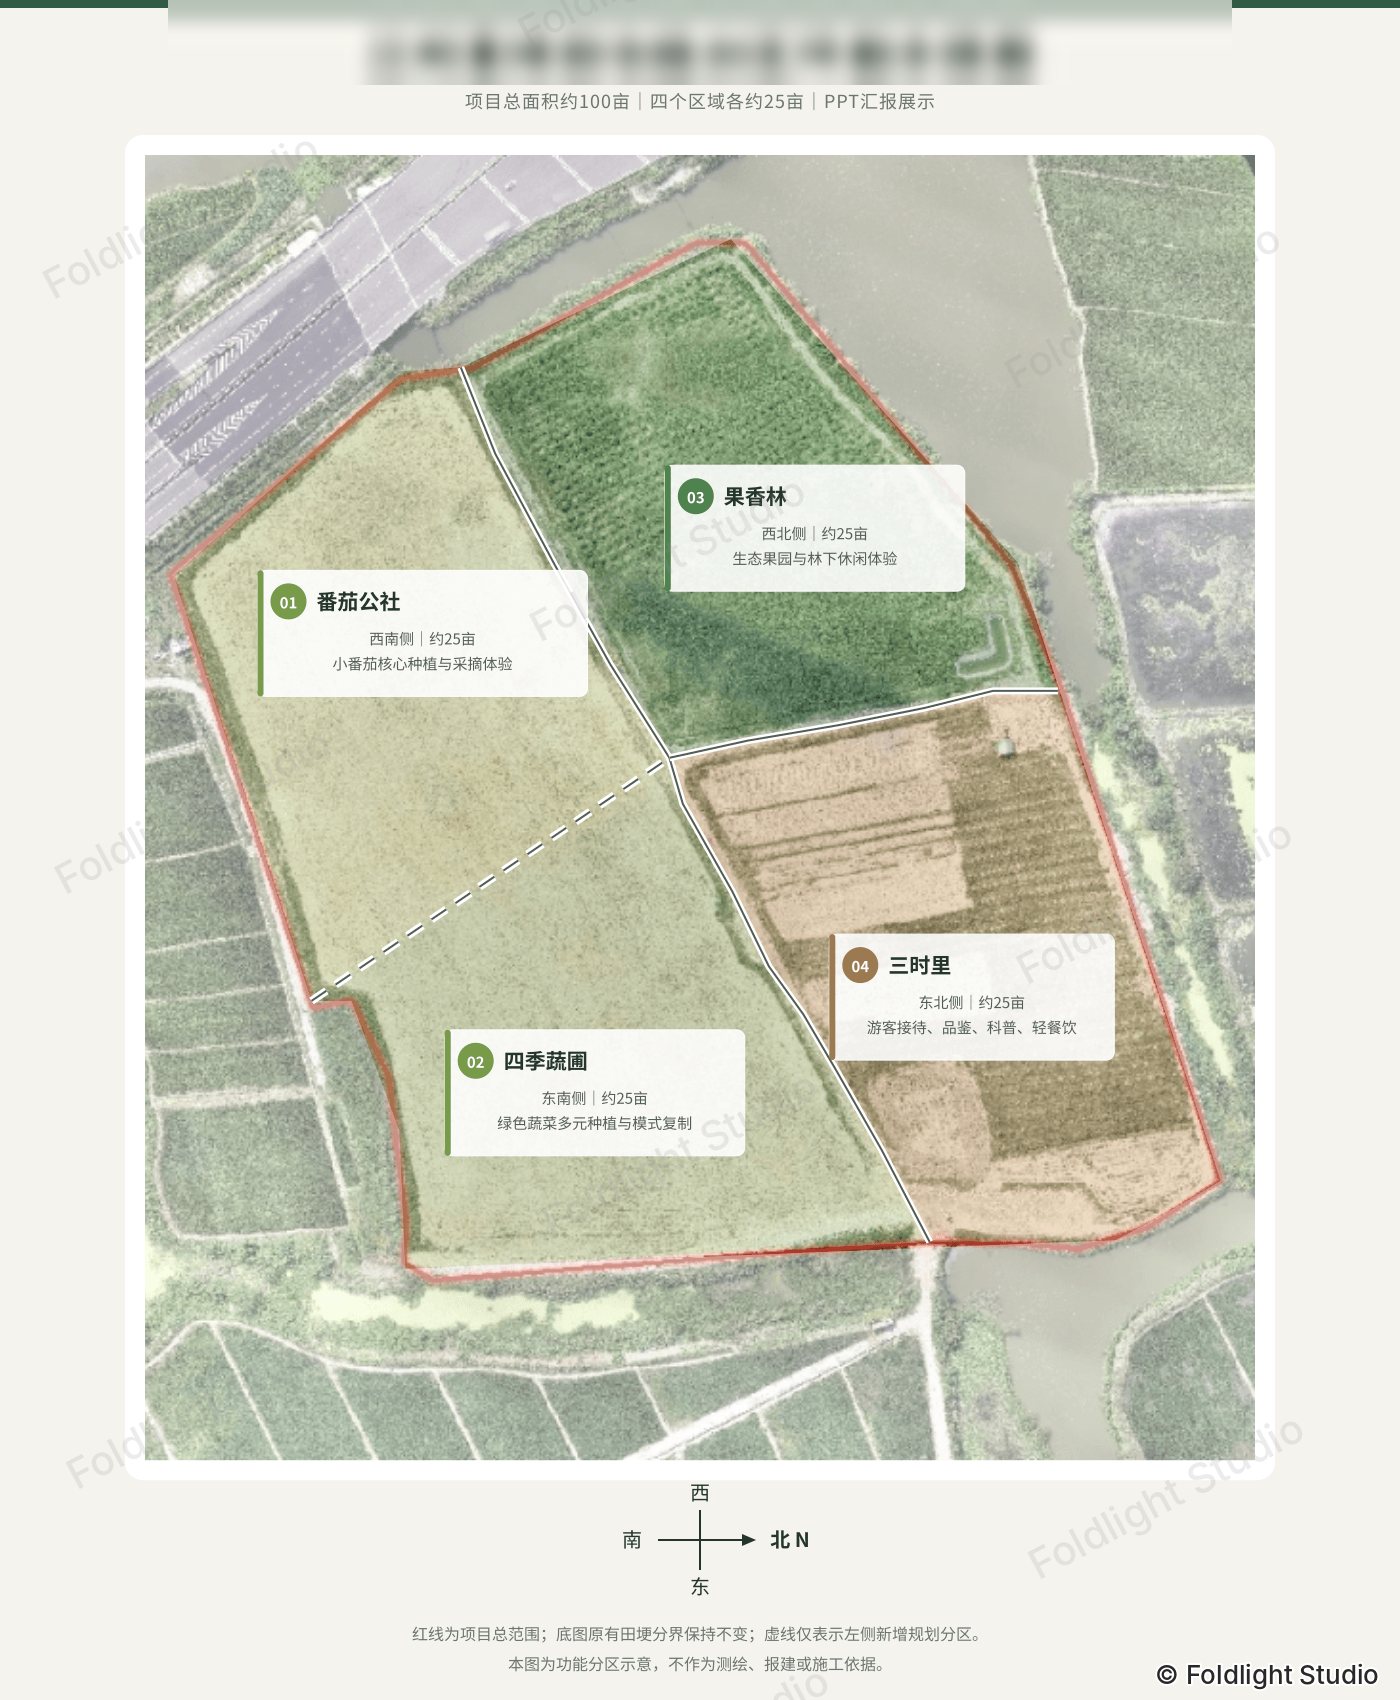 项目总面积约100亩｜四个区域各约25亩｜PPT汇报展示
03 果香林
西北侧｜约25亩
生态果园与林下休闲体验
01 番茄公社
西南侧｜约25亩
小番茄核心种植与采摘体验
04 三时里
东北侧｜约25亩
游客接待、品鉴、科普、轻餐饮
02 四季蔬圃
东南侧｜约25亩
绿色蔬菜多元种植与模式复制
西
南 北 N
东
红线为项目总范围；底图原有田埂分界保持不变；虚线仅表示左侧新增规划分区。
本图为功能分区示意，不作为测绘、报建或施工依据。
© Foldlight Studio
Foldlight Studio